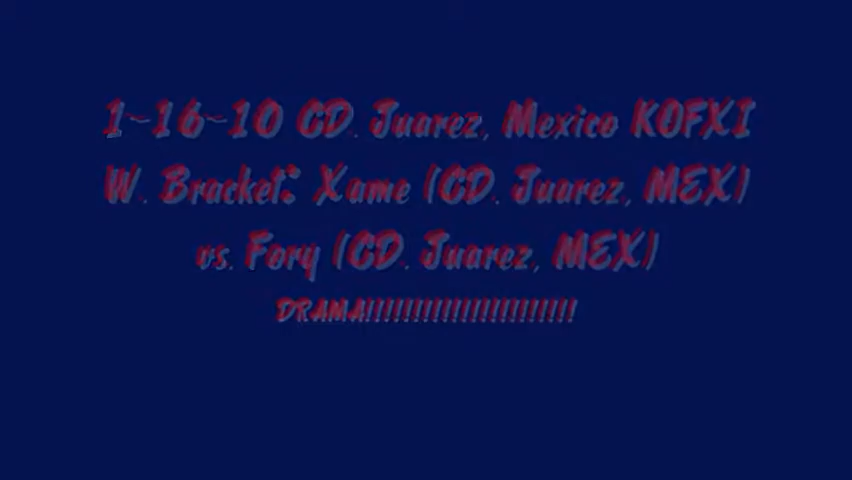 1-16-10 CD. Juarez, Mexico KOFXI
W. Bracket: Xame (CD. Juarez, MEX)
vs. Fory (CD. Juarez, MEX)
DRAMA!!!!!!!!!!!!!!!!!!!!!!!